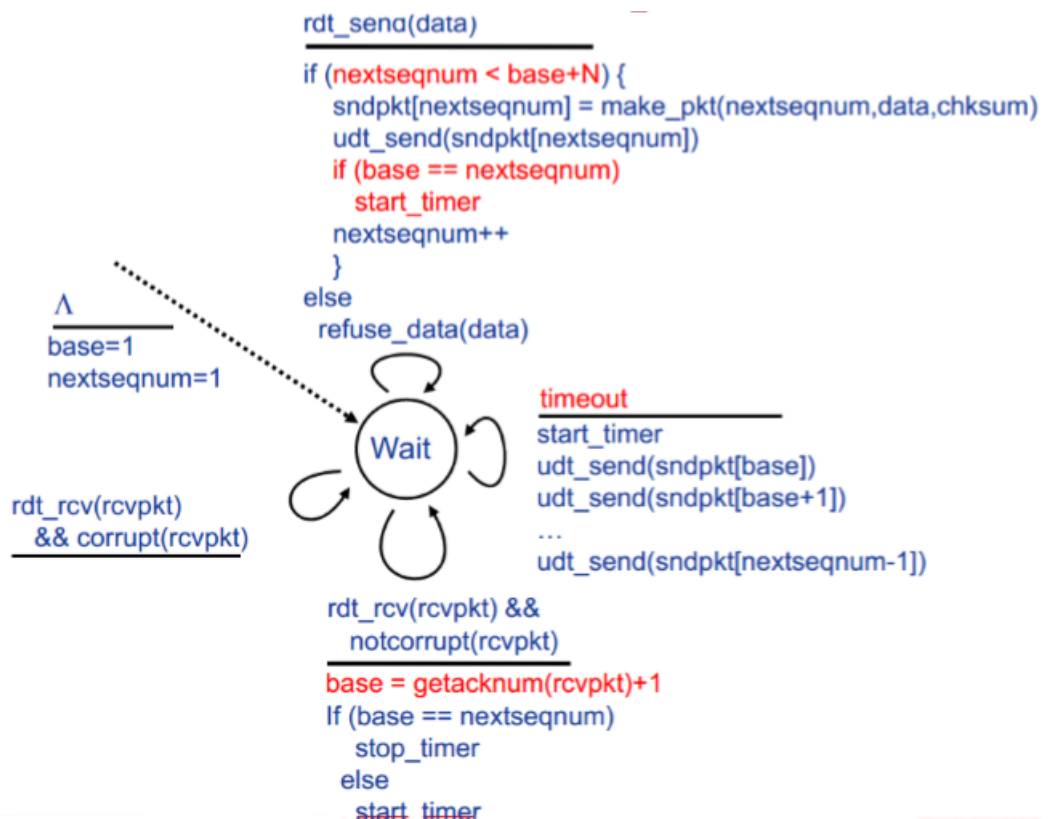 rdt_send(data)
if (nextseqnum < base+N) {
sndpkt[nextseqnum] = make_pkt(nextseqnum,data,chksum)
udt_send(sndpkt[nextseqnum])
if (base == nextseqnum)
start_timer
nextseqnum++
}
else
refuse_data(data)
Λ
base=1
nextseqnum=1
Wait
timeout
start_timer
udt_send(sndpkt[base])
udt_send(sndpkt[base+1])
…
udt_send(sndpkt[nextseqnum-1])
rdt_rcv(rcvpkt)
&& corrupt(rcvpkt)
rdt_rcv(rcvpkt) &&
notcorrupt(rcvpkt)
base = getacknum(rcvpkt)+1
If (base == nextseqnum)
stop_timer
else
start_timer